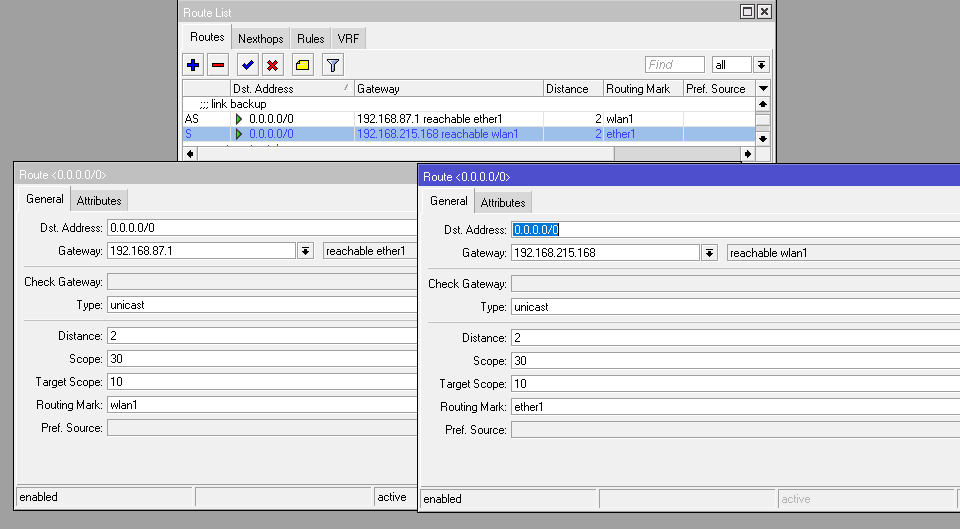 Route List
Routes Nexthops Rules VRF
Find all
Dst. Address Gateway Distance Routing Mark Pref. Source
;;; link backup
AS 0.0.0.0/0 192.168.87.1 reachable ether1 2 wlan1
S 0.0.0.0/0 192.168.215.168 reachable wlan1 2 ether1
Route <0.0.0.0/0>
General Attributes
Dst. Address: 0.0.0.0/0
Gateway: 192.168.87.1 reachable ether1
Check Gateway:
Type: unicast
Distance: 2
Scope: 30
Target Scope: 10
Routing Mark: wlan1
Pref. Source:
enabled active
Route <0.0.0.0/0>
General Attributes
Dst. Address: 0.0.0.0/0
Gateway: 192.168.215.168 reachable wlan1
Check Gateway:
Type: unicast
Distance: 2
Scope: 30
Target Scope: 10
Routing Mark: ether1
Pref. Source:
enabled active